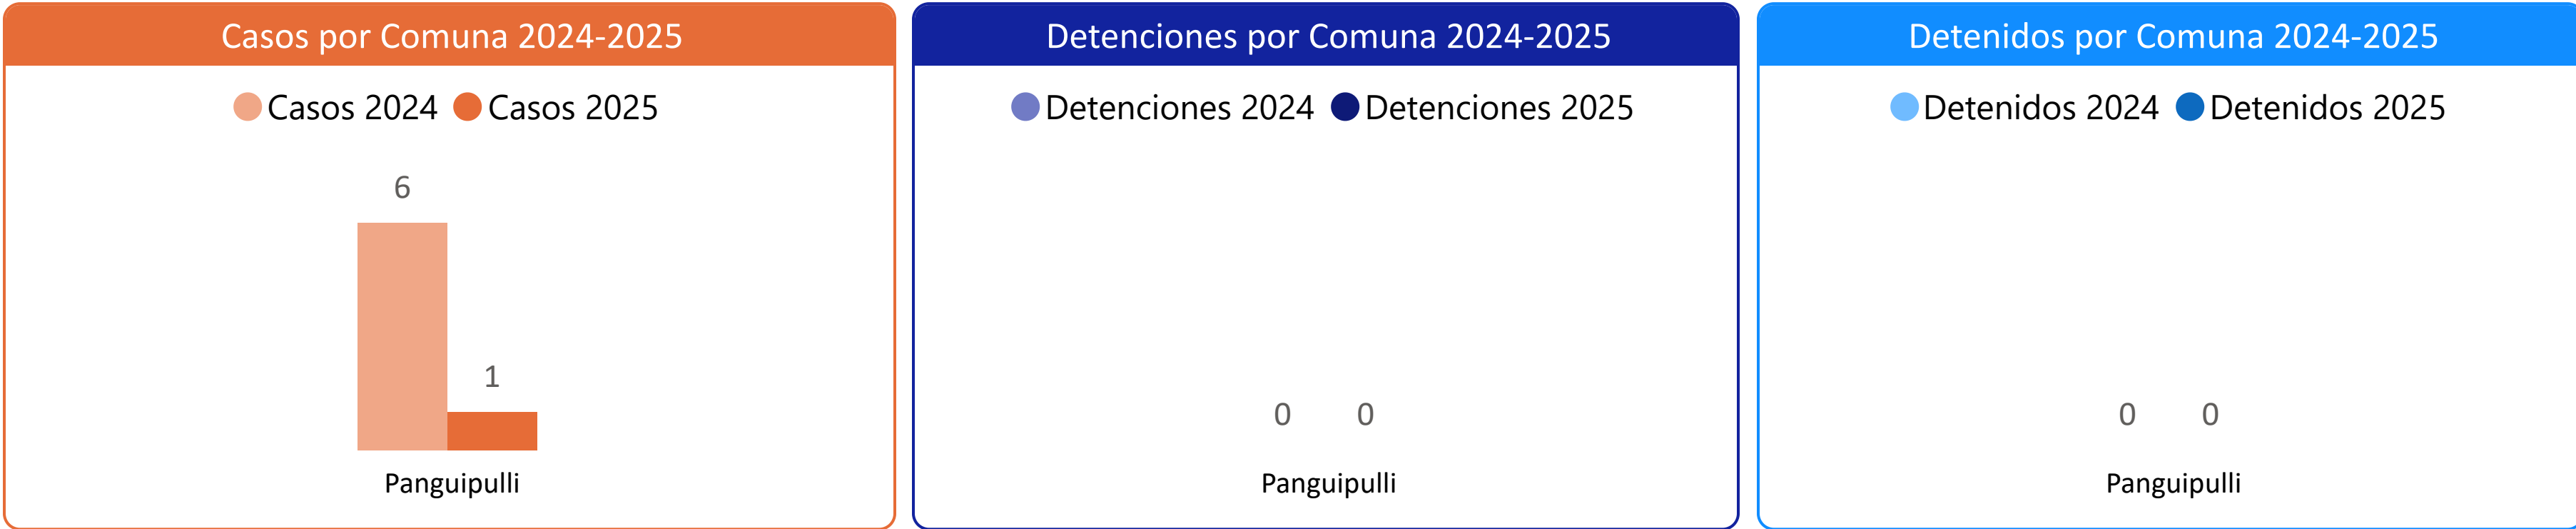 Casos por Comuna 2024-2025
Casos 2024 Casos 2025
6
1
Panguipulli
Detenciones por Comuna 2024-2025
Detenciones 2024 Detenciones 2025
0 0
Panguipulli
Detenidos por Comuna 2024-2025
Detenidos 2024 Detenidos 2025
0 0
Panguipulli